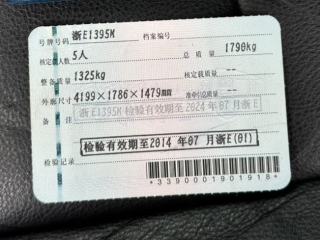 号牌号码 浙E1395M 档案编号
核定载人数 5人 总质量 1790kg
整备质量 1325kg 核定载质量 --
外廓尺寸 4199×1786×1479mm 准牵引总质量 --
备注 浙E1395M 检验有效期至2024年07月浙E
检验有效期至2014年07月浙E(01)
检验记录
*3390001901918*